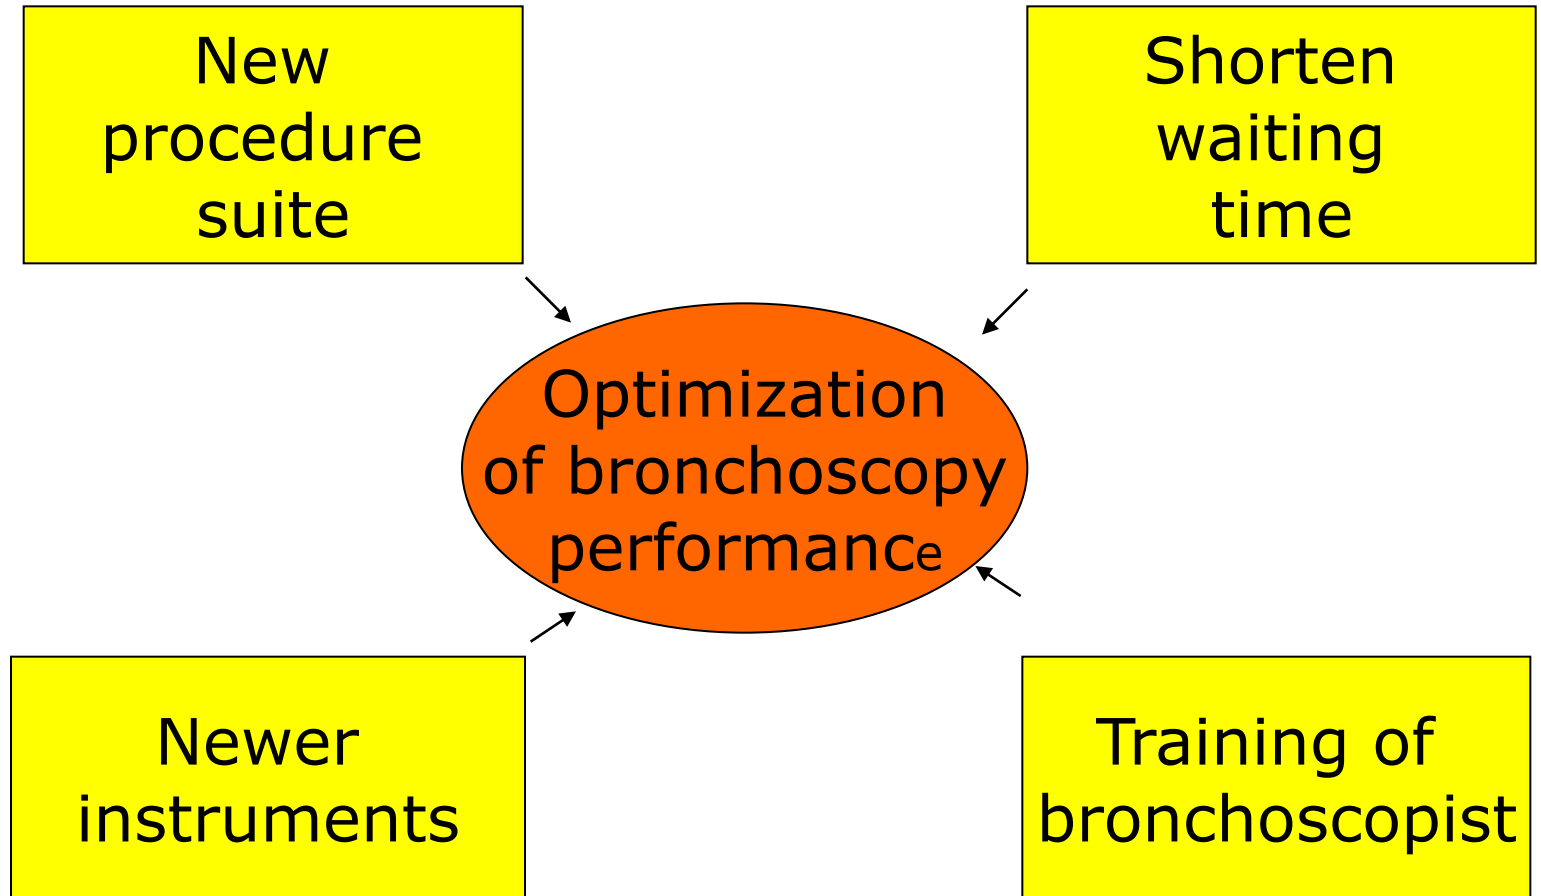 New
procedure
suite
Shorten
waiting
time
Optimization
of bronchoscopy
performance
Newer
instruments
Training of
bronchoscopist